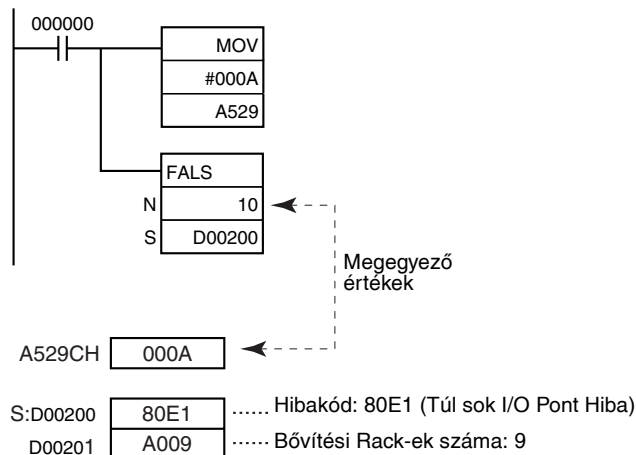 000000
MOV
#000A
A529
FALS
N 10
S D00200
Megegyező
értékek
A529CH 000A
S:D00200 80E1 ...... Hibakód: 80E1 (Túl sok I/O Pont Hiba)
D00201 A009 ...... Bővítési Rack-ek száma: 9